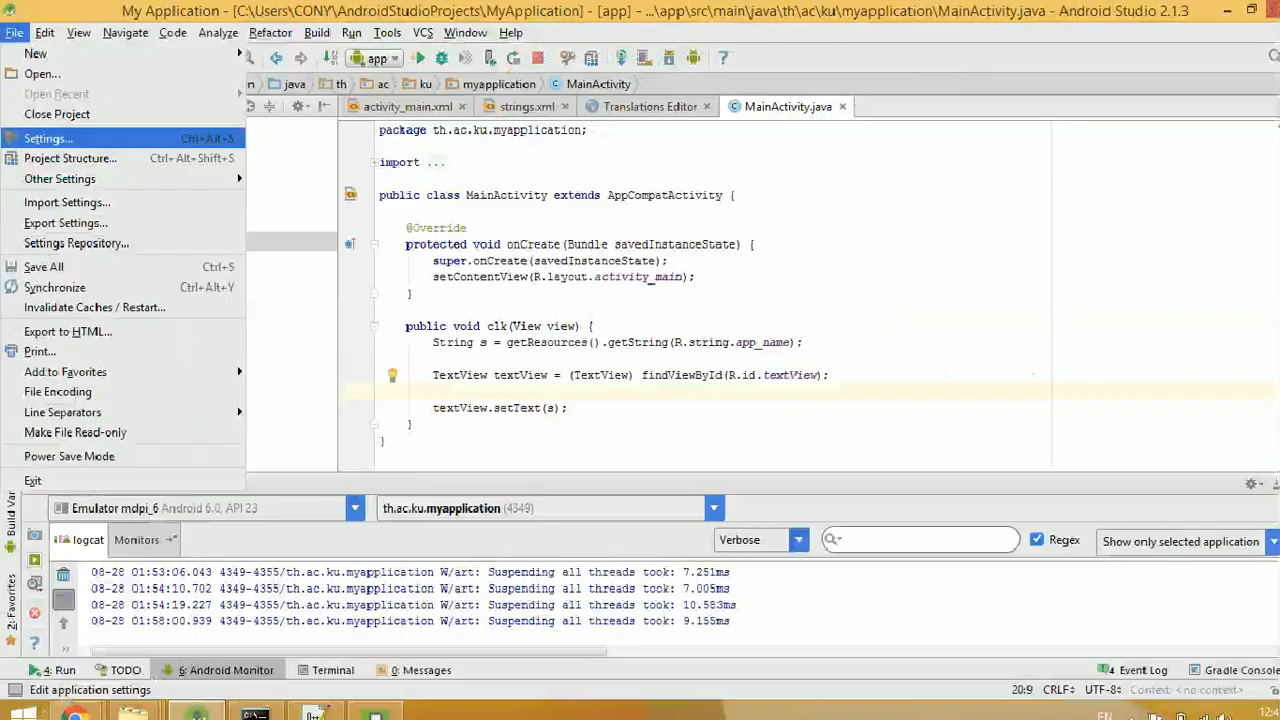 My Application - [C:\Users\CONY\AndroidStudioProjects\MyApplication] - [app] - ...\app\src\main\java\th\ac\ku\myapplication\MainActivity.java - Android Studio 2.1.3
File Edit View Navigate Code Analyze Refactor Build Run Tools VCS Window Help
New
Open...
Open Recent
Close Project
Settings... Ctrl+Alt+S
Project Structure... Ctrl+Alt+Shift+S
Other Settings
Import Settings...
Export Settings...
Settings Repository...
Save All Ctrl+S
Synchronize Ctrl+Alt+Y
Invalidate Caches / Restart...
Export to HTML...
Print...
Add to Favorites
File Encoding
Line Separators
Make File Read-only
Power Save Mode
Exit
app
java th ac ku myapplication MainActivity
activity_main.xml strings.xml Translations Editor MainActivity.java
package th.ac.ku.myapplication;
import ...
public class MainActivity extends AppCompatActivity {
@Override
protected void onCreate(Bundle savedInstanceState) {
super.onCreate(savedInstanceState);
setContentView(R.layout.activity_main);
}
public void clk(View view) {
String s = getResources().getString(R.string.app_name);
TextView textView = (TextView) findViewById(R.id.textView);
textView.setText(s);
}
}
Build Var
2: Favorites
Emulator mdpi_6 Android 6.0, API 23
th.ac.ku.myapplication (4349)
logcat Monitors
Verbose
Regex
Show only selected application
08-28 01:53:06.043 4349-4355/th.ac.ku.myapplication W/art: Suspending all threads took: 7.251ms
08-28 01:54:10.702 4349-4355/th.ac.ku.myapplication W/art: Suspending all threads took: 7.005ms
08-28 01:54:19.227 4349-4355/th.ac.ku.myapplication W/art: Suspending all threads took: 10.583ms
08-28 01:58:00.939 4349-4355/th.ac.ku.myapplication W/art: Suspending all threads took: 9.155ms
4: Run TODO 6: Android Monitor Terminal 0: Messages 4 Event Log Gradle Console
Edit application settings
20:9 CRLF UTF-8 Context: <no context>
EN